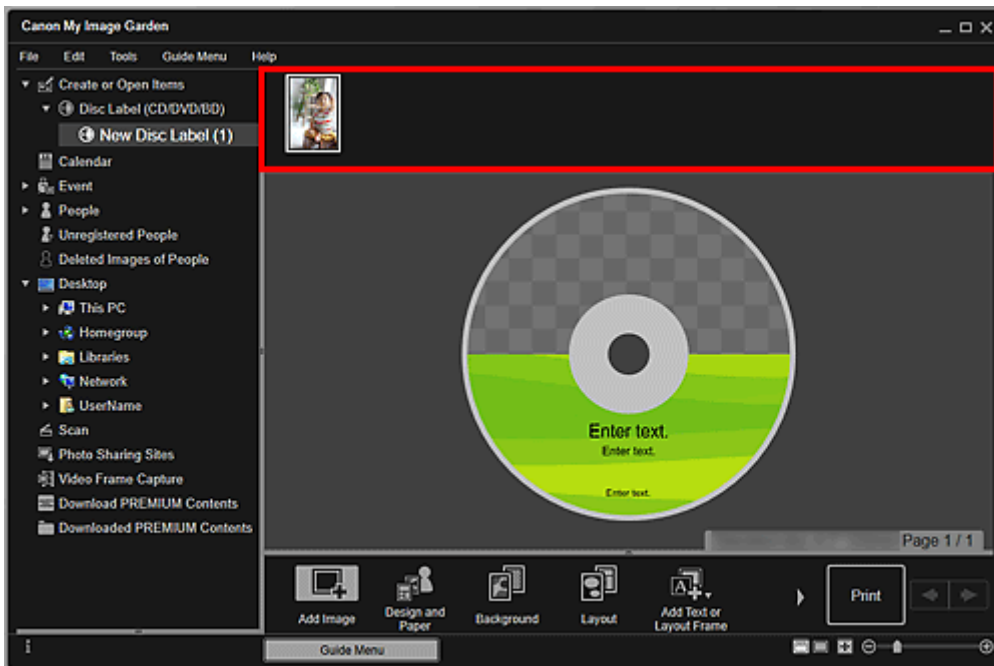 Canon My Image Garden
File Edit Tools Guide Menu Help
Create or Open Items
Disc Label (CD/DVD/BD)
New Disc Label (1)
Calendar
Event
People
Unregistered People
Deleted Images of People
Desktop
This PC
Homegroup
Libraries
Network
UserName
Scan
Photo Sharing Sites
Video Frame Capture
Download PREMIUM Contents
Downloaded PREMIUM Contents
Enter text.
Enter text.
Enter text.
Page 1 / 1
Add Image
Design and
Paper
Background
Layout
Add Text or
Layout Frame
Print
Guide Menu